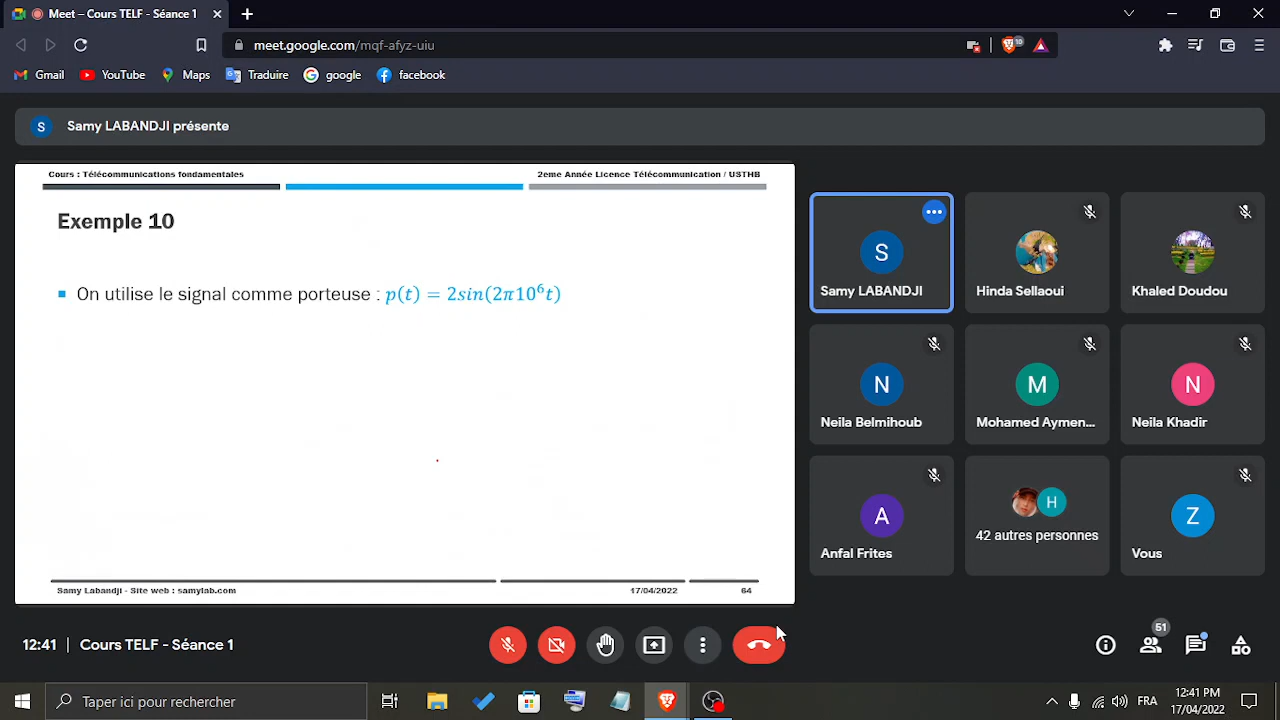 Meet – Cours TELF - Séance 1
meet.google.com/mqf-afyz-uiu
10
Gmail
YouTube
Maps
Traduire
google
facebook
S
Samy LABANDJI présente
Cours : Télécommunications fondamentales
2eme Année Licence Télécommunication / USTHB
Exemple 10
On utilise le signal comme porteuse : p(t) = 2sin(2π10⁶t)
Samy Labandji - Site web : samylab.com
17/04/2022
64
S
Samy LABANDJI
Hinda Sellaoui
Khaled Doudou
N
Neila Belmihoub
M
Mohamed Aymen...
N
Neila Khadir
A
Anfal Frites
H
42 autres personnes
Z
Vous
12:41 | Cours TELF - Séance 1
51
Taper ici pour rechercher
FRA
12:41 PM
17/04/2022